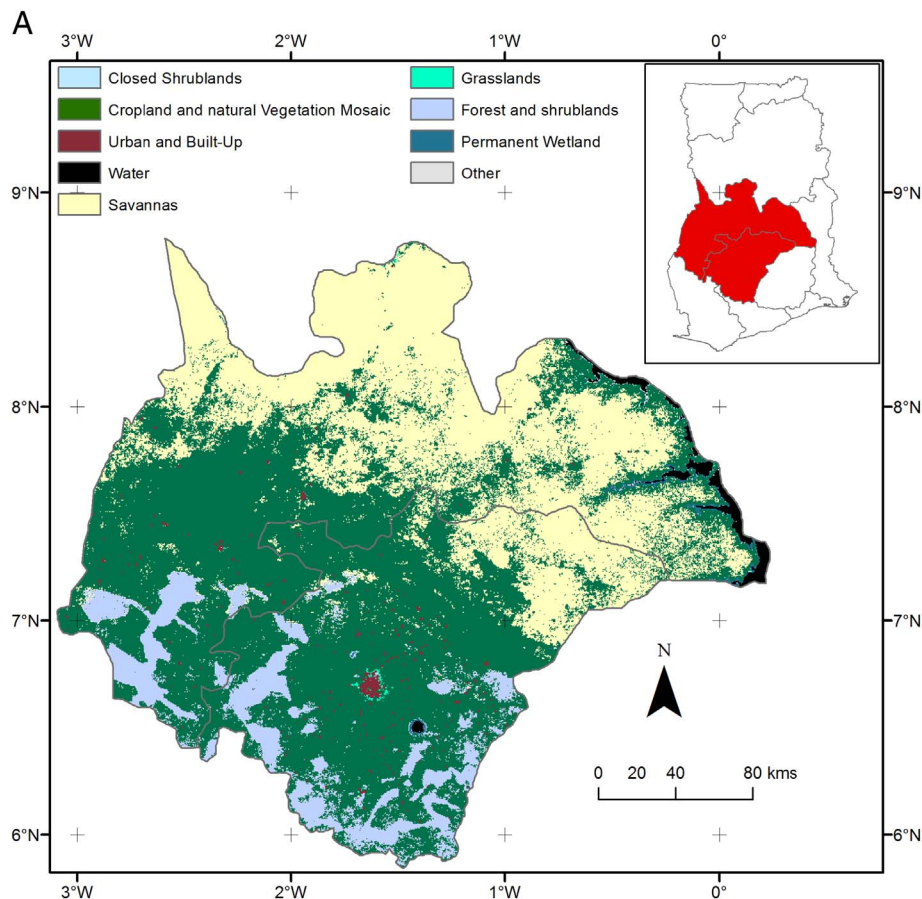 A
3°W 2°W 1°W 0°
Closed Shrublands Grasslands
Cropland and natural Vegetation Mosaic Forest and shrublands
Urban and Built-Up Permanent Wetland
Water Other
Savannas
9°N 9°N
8°N 8°N
7°N 7°N
N
0 20 40 80 kms
6°N 6°N
3°W 2°W 1°W 0°